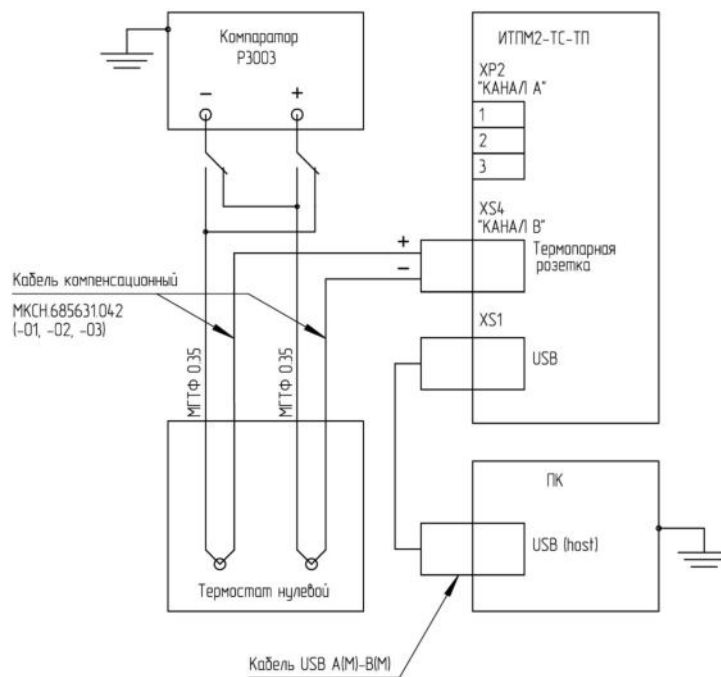 Компаратор
Р3003
–
+
ИТПМ2-ТС-ТП
XP2
"КАНАЛ А"
1
2
3
XS4
"КАНАЛ В"
+
–
Термопарная
розетка
Кабель компенсационный
МКСН.685631.042
(-01, -02, -03)
XS1
USB
МГТФ 0.35
МГТФ 0.35
ПК
USB (host)
Термостат нулевой
Кабель USB A(M)-B(M)